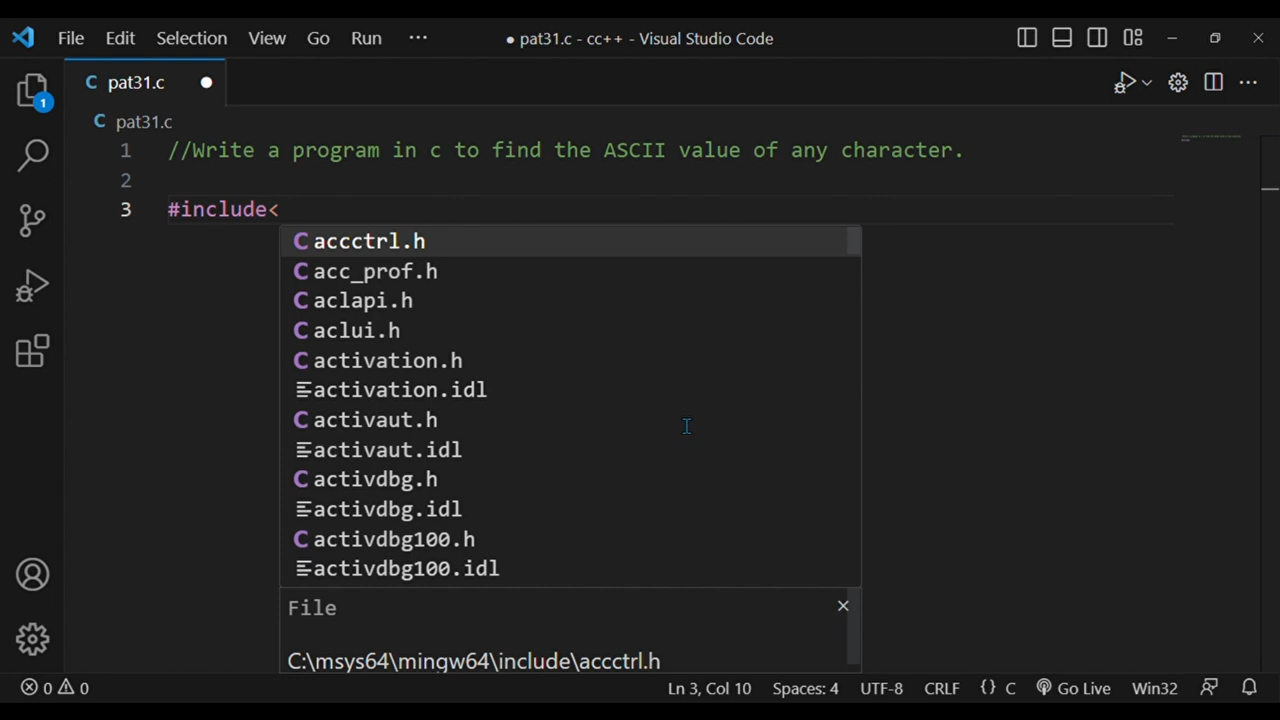 File Edit Selection View Go Run ··· ● pat31.c - cc++ - Visual Studio Code
C pat31.c ●
C pat31.c
1 //Write a program in c to find the ASCII value of any character.
2
3 #include<
C accctrl.h
C acc_prof.h
C aclapi.h
C aclui.h
C activation.h
activation.idl
C activaut.h
activaut.idl
C activdbg.h
activdbg.idl
C activdbg100.h
activdbg100.idl
File
C:\msys64\mingw64\include\accctrl.h
1
0 0 Ln 3, Col 10 Spaces: 4 UTF-8 CRLF {} C Go Live Win32